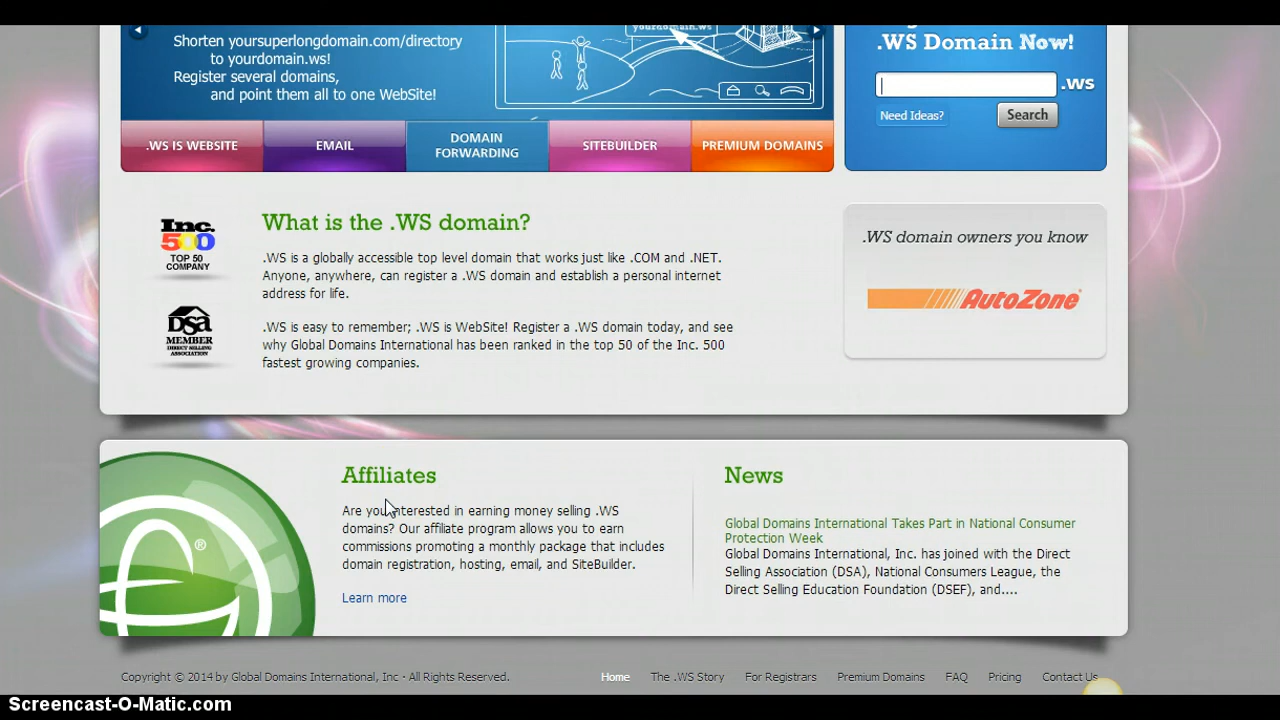 yourdomain.ws
Shorten yoursuperlongdomain.com/directory
to yourdomain.ws!
Register several domains,
and point them all to one WebSite!
.WS Domain Now!
.ws
Need Ideas?
Search
.WS IS WEBSITE
EMAIL
DOMAIN
FORWARDING
SITEBUILDER
PREMIUM DOMAINS
Inc.
500
TOP 50
COMPANY
DSA
MEMBER
DIRECT SELLING
ASSOCIATION
What is the .WS domain?
.WS is a globally accessible top level domain that works just like .COM and .NET.
Anyone, anywhere, can register a .WS domain and establish a personal internet
address for life.
.WS is easy to remember; .WS is WebSite! Register a .WS domain today, and see
why Global Domains International has been ranked in the top 50 of the Inc. 500
fastest growing companies.
.WS domain owners you know
AutoZone
Affiliates
Are you interested in earning money selling .WS
domains? Our affiliate program allows you to earn
commissions promoting a monthly package that includes
domain registration, hosting, email, and SiteBuilder.
Learn more
®
News
Global Domains International Takes Part in National Consumer
Protection Week
Global Domains International, Inc. has joined with the Direct
Selling Association (DSA), National Consumers League, the
Direct Selling Education Foundation (DSEF), and....
Copyright © 2014 by Global Domains International, Inc · All Rights Reserved.
Home
The .WS Story
For Registrars
Premium Domains
FAQ
Pricing
Contact Us
Screencast-O-Matic.com